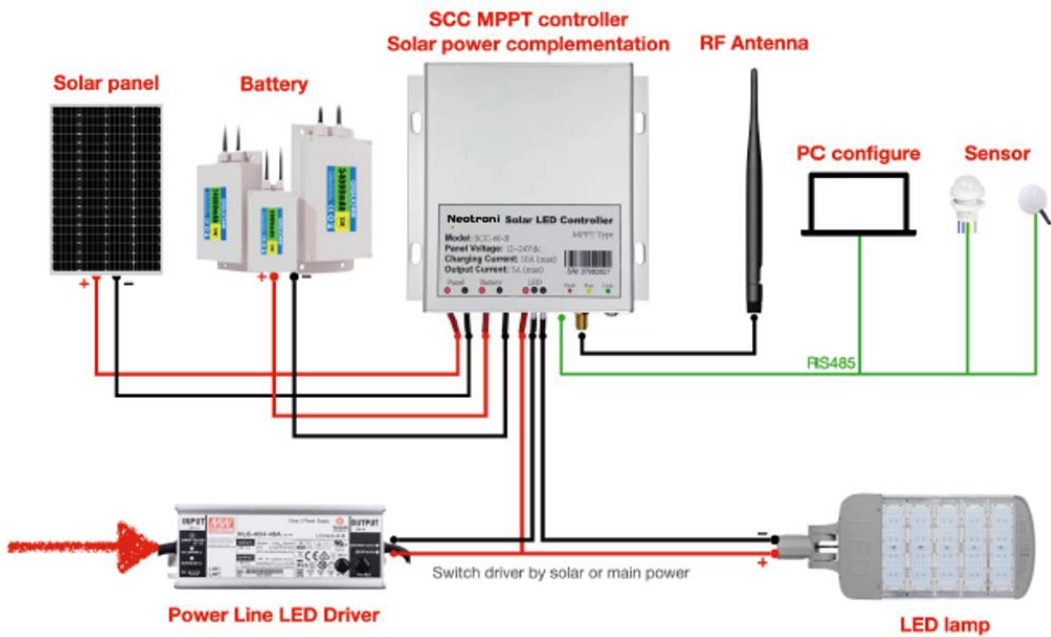 SCC MPPT controller
Solar power complementation
RF Antenna
Solar panel
Battery
PC configure
Sensor
Neotroni Solar LED Controller
Model: SCC-60-B
MPPT Type
Panel Voltage: 12~24Vdc
Charging Current: 10A (max)
Output Current: 5A (max)
Panel Battery LED
+ -
+ -
RS485
INPUT
OUTPUT
Switch driver by solar or main power
-
+
Power Line LED Driver
LED lamp